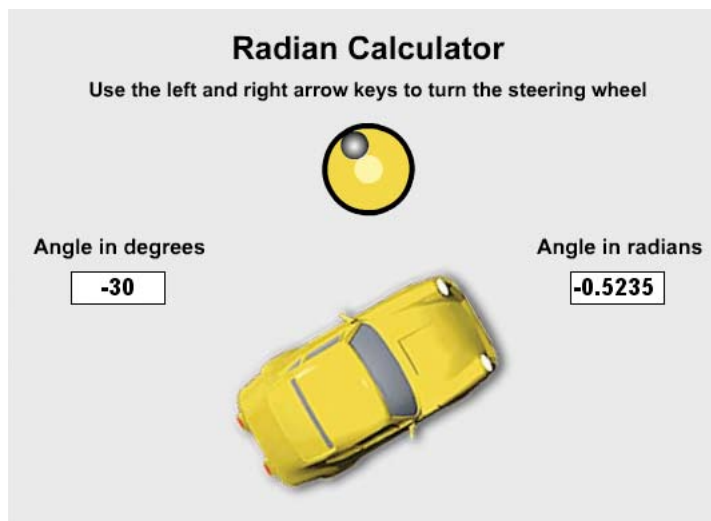 Radian Calculator
Use the left and right arrow keys to turn the steering wheel
Angle in degrees
-30
Angle in radians
-0.5235